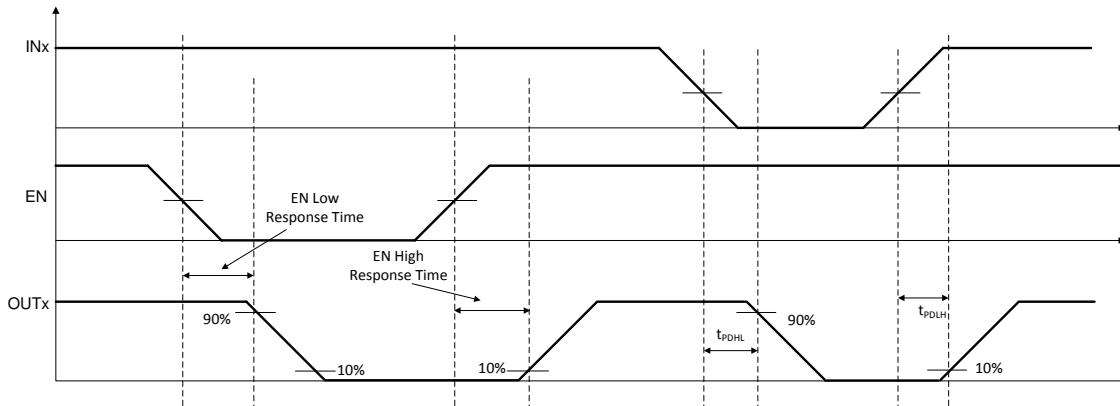 INx
EN
EN Low
Response Time
EN High
Response Time
OUTx
90%
10%
10%
t_PDHL
90%
t_PDLH
10%